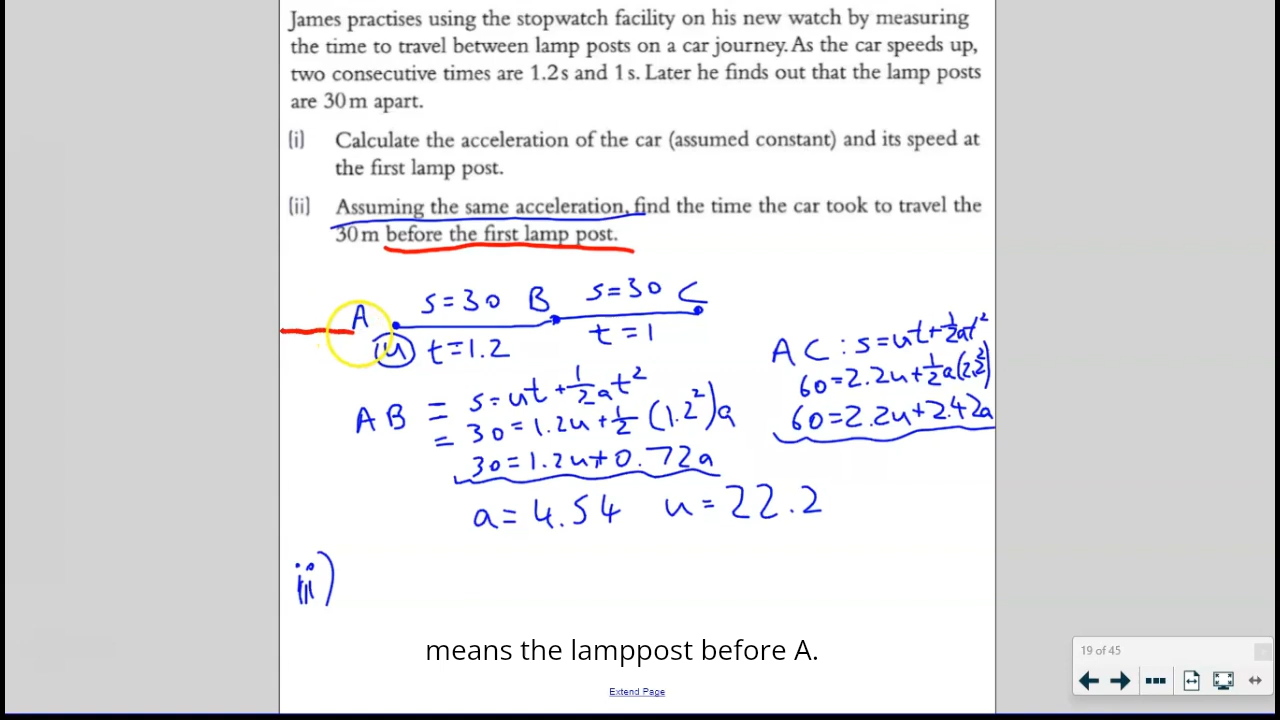 James practises using the stopwatch facility on his new watch by measuring
the time to travel between lamp posts on a car journey. As the car speeds up,
two consecutive times are 1.2 s and 1 s. Later he finds out that the lamp posts
are 30 m apart.
(i) Calculate the acceleration of the car (assumed constant) and its speed at
the first lamp post.
(ii) Assuming the same acceleration, find the time the car took to travel the
30 m before the first lamp post.
A s=30 B s=30 C
u t=1.2 t=1
AB = s=ut+½at²
= 30=1.2u+½(1.2²)a
30=1.2u+0.72a
AC: s=ut+½at²
60=2.2u+½a(2.2²)
60=2.2u+2.42a
a=4.54 u=22.2
ii)
means the lamppost before A.
Extend Page
19 of 45